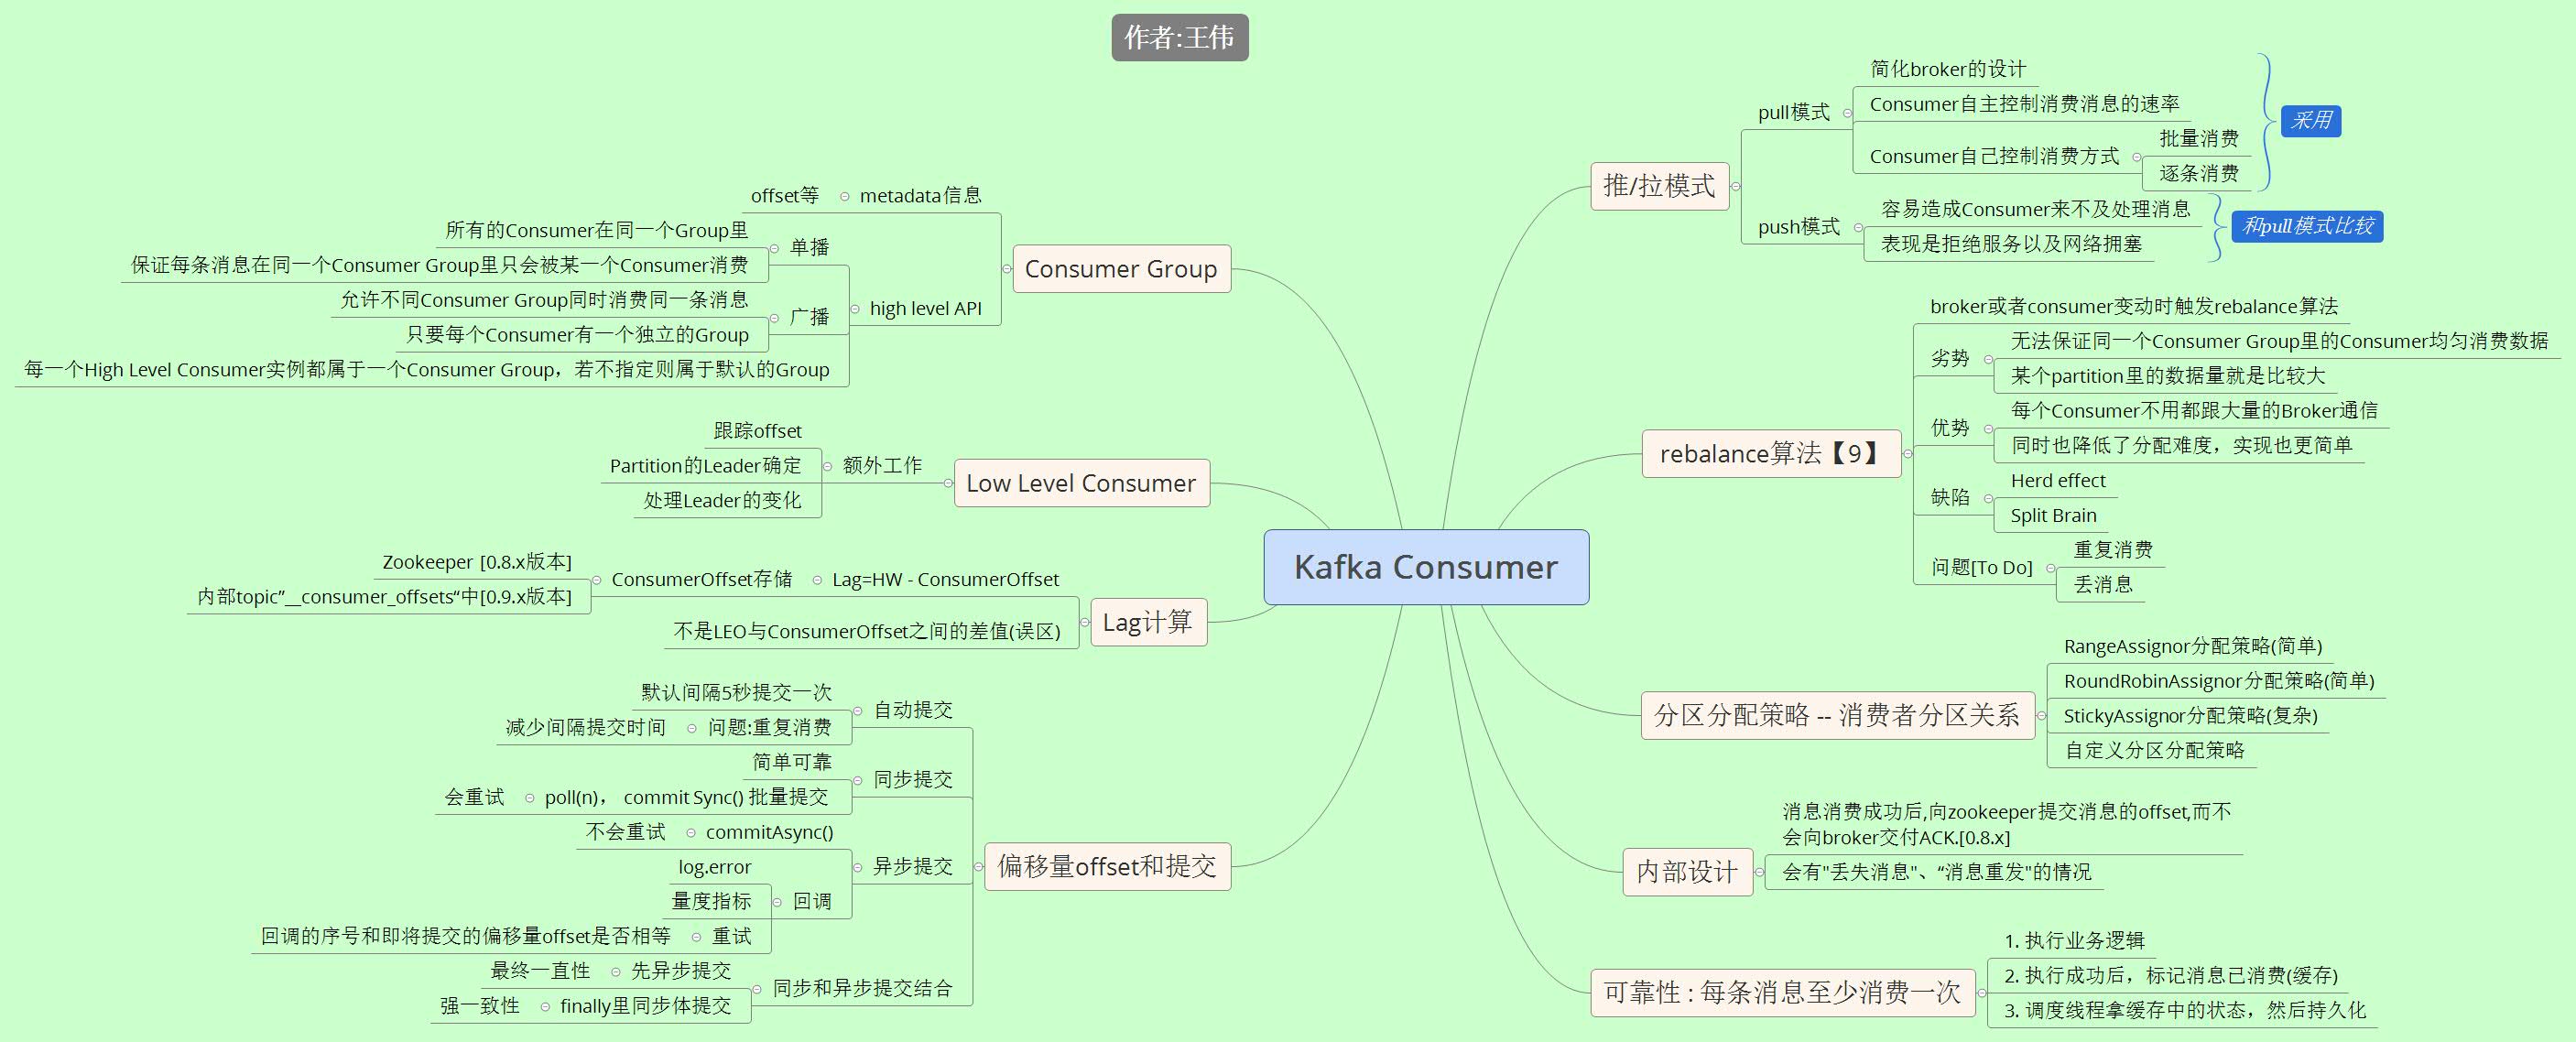 作者:王伟
Kafka Consumer
推/拉模式
pull模式
简化broker的设计
Consumer自主控制消费消息的速率
Consumer自己控制消费方式
批量消费
逐条消费
采用
push模式
容易造成Consumer来不及处理消息
表现是拒绝服务以及网络拥塞
和pull模式比较
rebalance算法【9】
broker或者consumer变动时触发rebalance算法
劣势
无法保证同一个Consumer Group里的Consumer均匀消费数据
某个partition里的数据量就是比较大
优势
每个Consumer不用都跟大量的Broker通信
同时也降低了分配难度，实现也更简单
缺陷
Herd effect
Split Brain
问题[To Do]
重复消费
丢消息
分区分配策略 -- 消费者分区关系
RangeAssignor分配策略(简单)
RoundRobinAssignor分配策略(简单)
StickyAssignor分配策略(复杂)
自定义分区分配策略
内部设计
消息消费成功后,向zookeeper提交消息的offset,而不
会向broker交付ACK.[0.8.x]
会有"丢失消息"、“消息重发"的情况
可靠性 : 每条消息至少消费一次
1. 执行业务逻辑
2. 执行成功后，标记消息已消费(缓存)
3. 调度线程拿缓存中的状态，然后持久化
Consumer Group
metadata信息
offset等
high level API
单播
所有的Consumer在同一个Group里
保证每条消息在同一个Consumer Group里只会被某一个Consumer消费
广播
允许不同Consumer Group同时消费同一条消息
只要每个Consumer有一个独立的Group
每一个High Level Consumer实例都属于一个Consumer Group，若不指定则属于默认的Group
Low Level Consumer
额外工作
跟踪offset
Partition的Leader确定
处理Leader的变化
Lag计算
Lag=HW - ConsumerOffset
ConsumerOffset存储
Zookeeper [0.8.x版本]
内部topic”__consumer_offsets“中[0.9.x版本]
不是LEO与ConsumerOffset之间的差值(误区)
偏移量offset和提交
自动提交
默认间隔5秒提交一次
问题:重复消费
减少间隔提交时间
同步提交
简单可靠
poll(n)， commit Sync() 批量提交
会重试
异步提交
commitAsync()
不会重试
回调
log.error
量度指标
重试
回调的序号和即将提交的偏移量offset是否相等
同步和异步提交结合
先异步提交
最终一直性
finally里同步体提交
强一致性